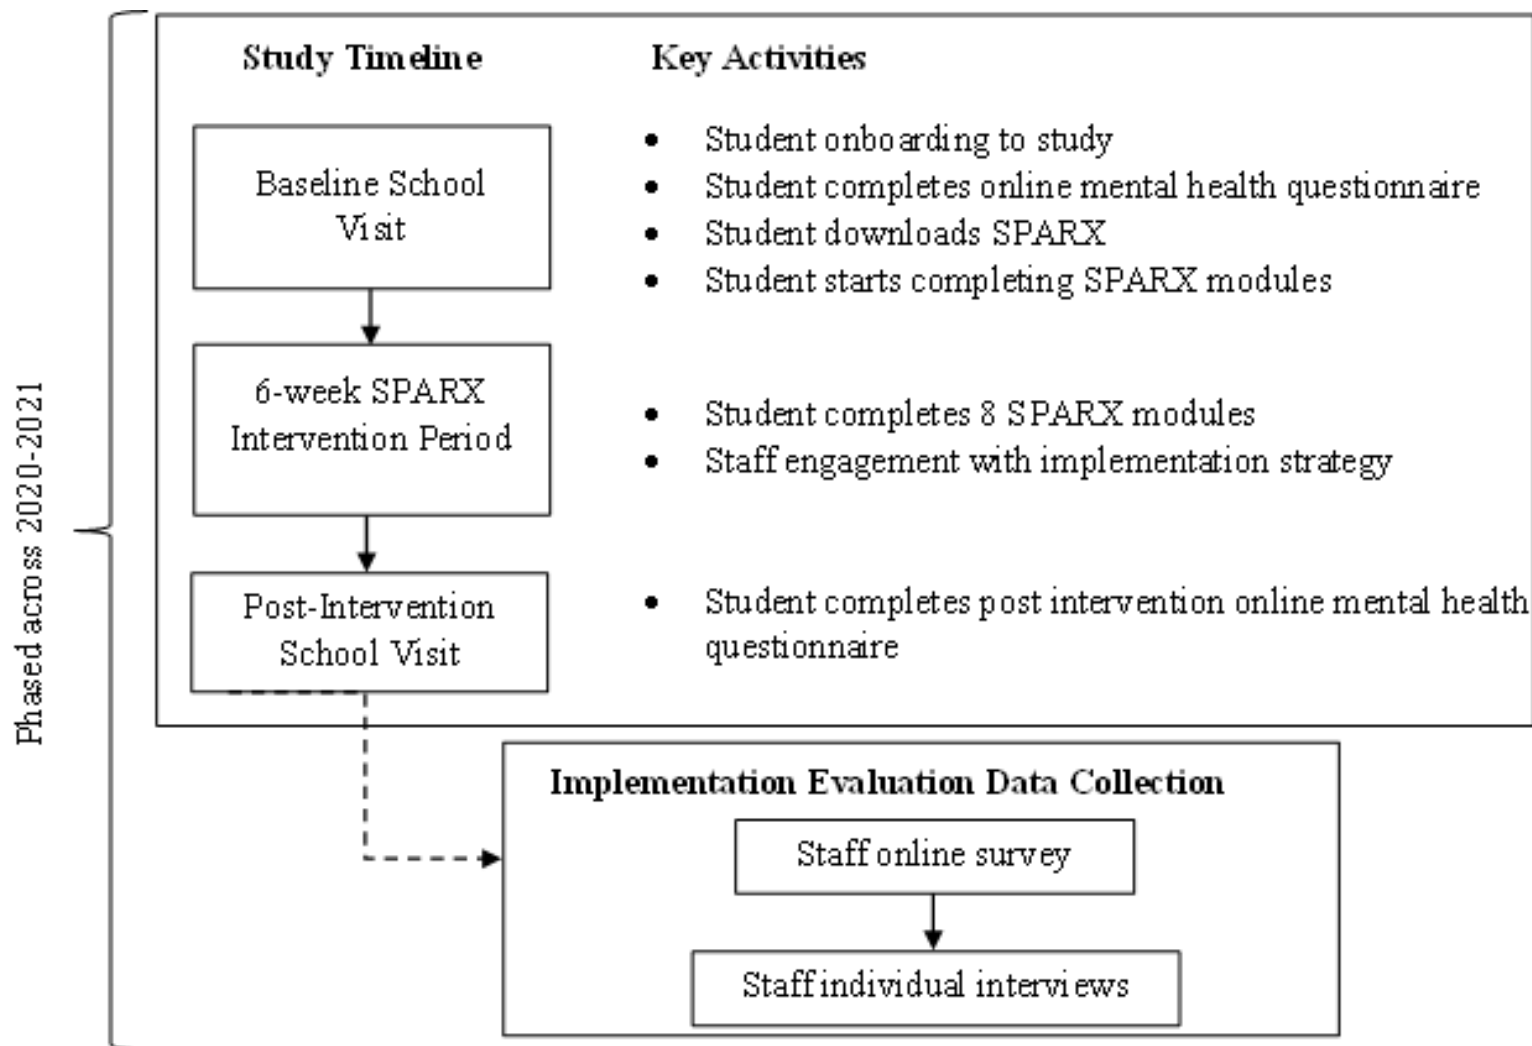 Phased across 2020-2021
Study Timeline
Key Activities
Baseline School
Visit
• Student onboarding to study
• Student completes online mental health questionnaire
• Student downloads SPARX
• Student starts completing SPARX modules
6-week SPARX
Intervention Period
• Student completes 8 SPARX modules
• Staff engagement with implementation strategy
Post-Intervention
School Visit
• Student completes post intervention online mental health
questionnaire
Implementation Evaluation Data Collection
Staff online survey
Staff individual interviews